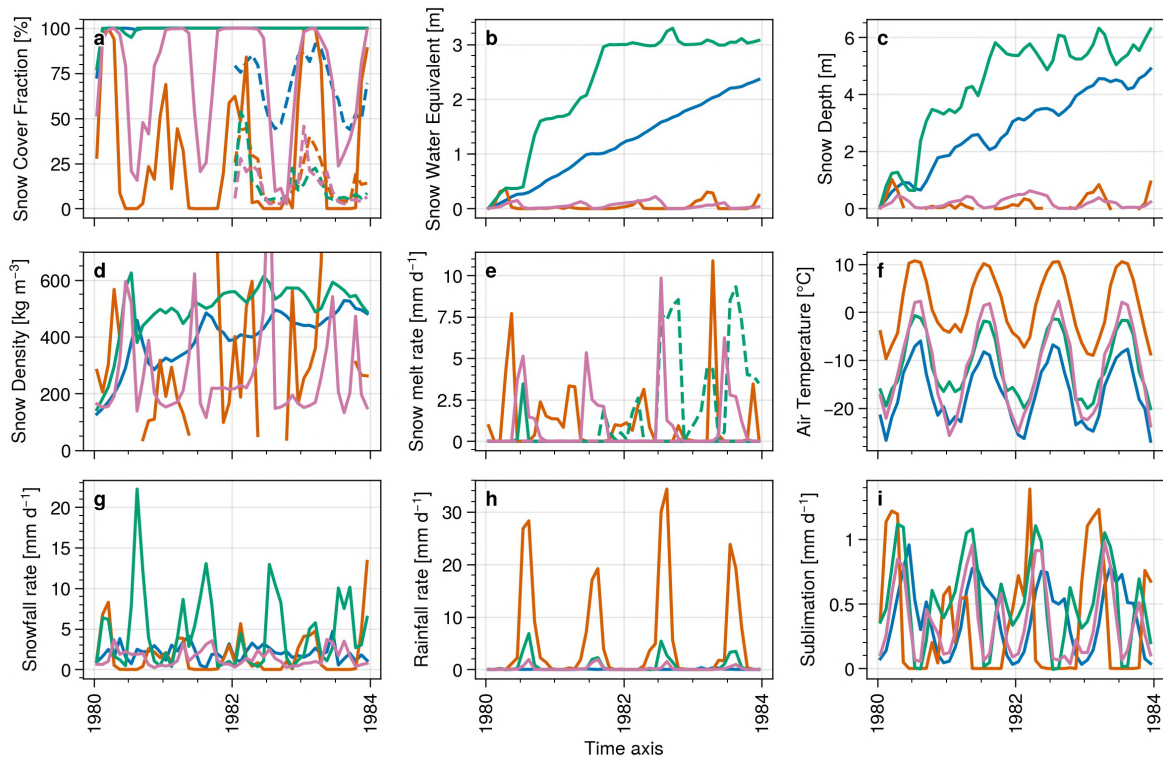 a
Snow Cover Fraction [%]
100
75
50
25
0
b
Snow Water Equivalent [m]
3
2
1
0
c
Snow Depth [m]
6
4
2
0
d
Snow Density [kg m⁻³]
600
400
200
0
e
Snow melt rate [mm d⁻¹]
10
7.5
5
2.5
0
f
Air Temperature [°C]
10
0
−10
−20
g
Snowfall rate [mm d⁻¹]
20
15
10
5
0
1980
1982
1984
h
Rainfall rate [mm d⁻¹]
30
20
10
0
1980
1982
1984
i
Sublimation [mm d⁻¹]
1
0.5
0
1980
1982
1984
Time axis